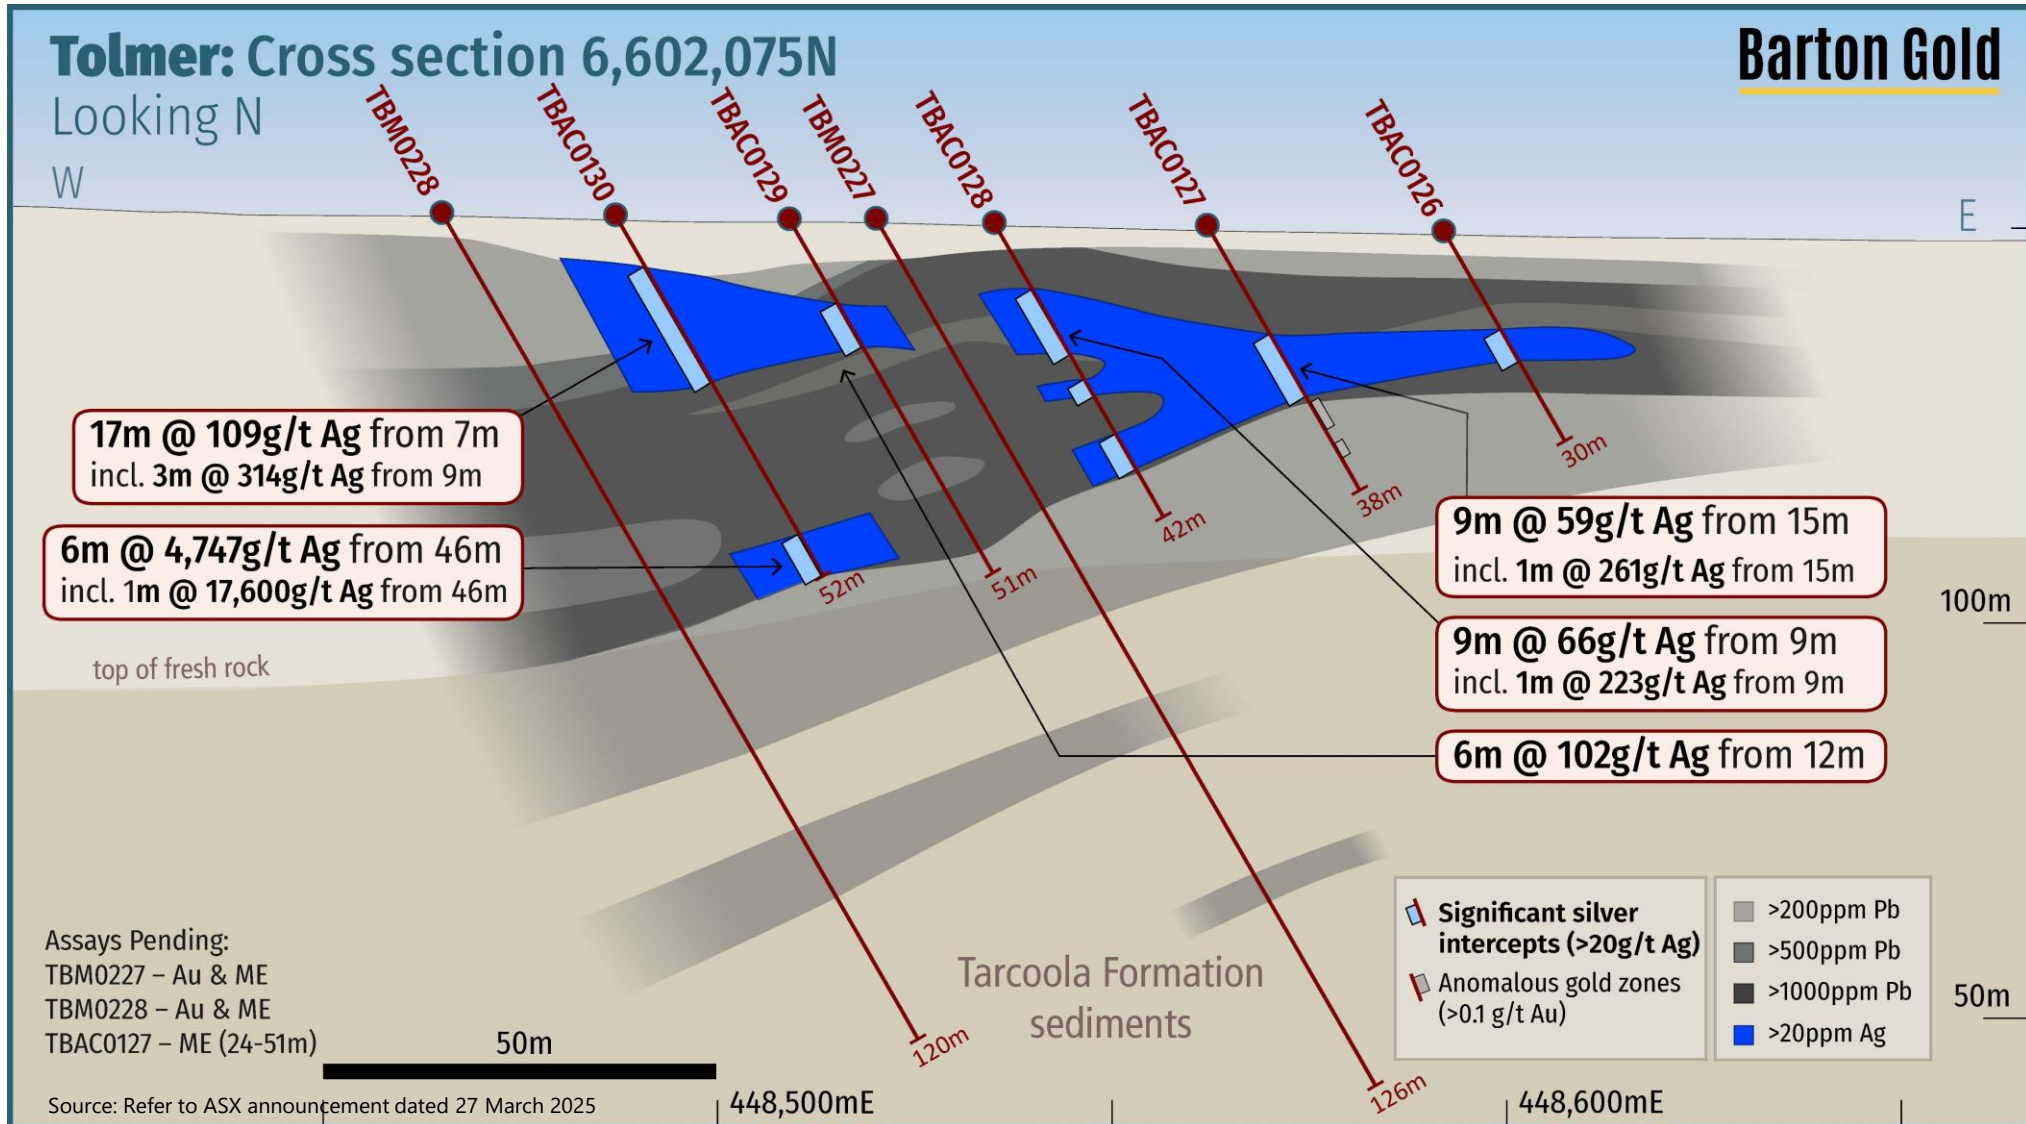 Tolmer: Cross section 6,602,075N
Looking N
Barton Gold
W
E
TBM0228
TBAC0130
TBAC0129
TBM0227
TBAC0128
TBAC0127
TBAC0126
17m @ 109g/t Ag from 7m
incl. 3m @ 314g/t Ag from 9m
6m @ 4,747g/t Ag from 46m
incl. 1m @ 17,600g/t Ag from 46m
52m
51m
42m
38m
30m
9m @ 59g/t Ag from 15m
incl. 1m @ 261g/t Ag from 15m
9m @ 66g/t Ag from 9m
incl. 1m @ 223g/t Ag from 9m
6m @ 102g/t Ag from 12m
100m
top of fresh rock
Tarcoola Formation
sediments
120m
126m
50m
Assays Pending:
TBM0227 – Au & ME
TBM0228 – Au & ME
TBAC0127 – ME (24-51m)
50m
Significant silver
intercepts (>20g/t Ag)
Anomalous gold zones
(>0.1 g/t Au)
>200ppm Pb
>500ppm Pb
>1000ppm Pb
>20ppm Ag
Source: Refer to ASX announcement dated 27 March 2025
448,500mE
448,600mE